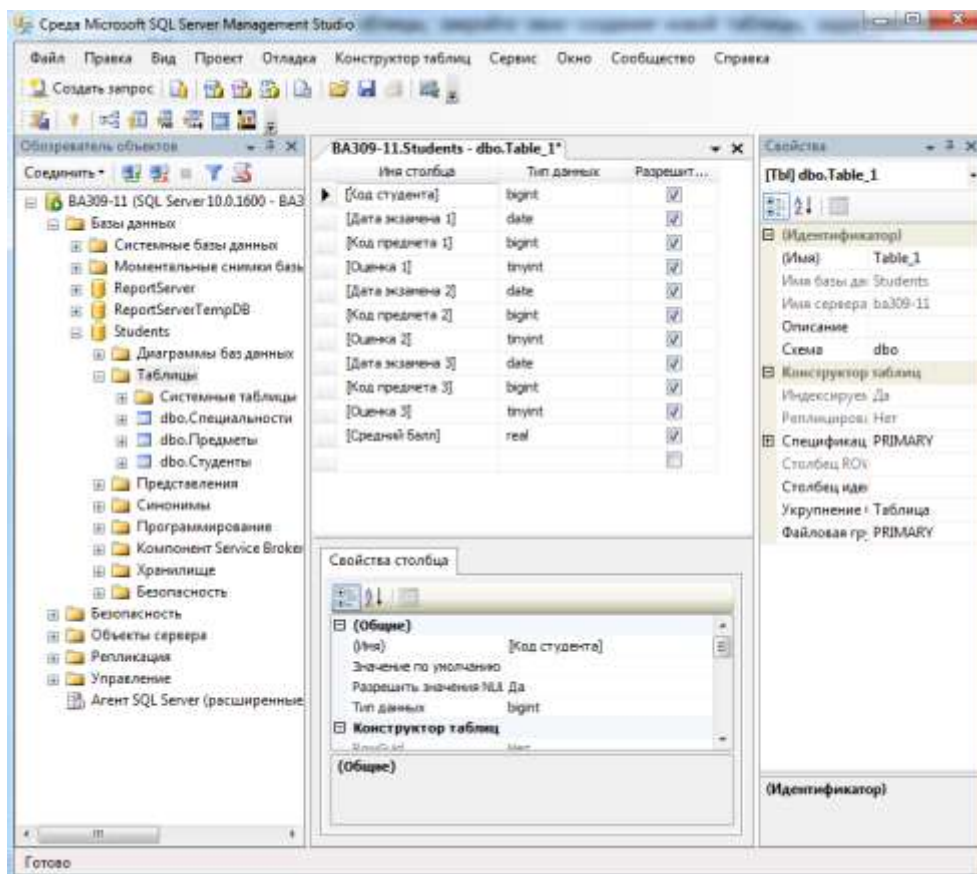 Среда Microsoft SQL Server Management Studio
Файл Правка Вид Проект Отладка Конструктор таблиц Сервис Окно Сообщество Справка
Создать запрос
Обозреватель объектов
Соединить
BA309-11 (SQL Server 10.0.1600 - BA3
Базы данных
Системные базы данных
Моментальные снимки базь
ReportServer
ReportServerTempDB
Students
Диаграммы баз данных
Таблицы
Системные таблицы
dbo.Специальности
dbo.Предметы
dbo.Студенты
Представления
Синонимы
Программирование
Компонент Service Broker
Хранилище
Безопасность
Безопасность
Объекты сервера
Репликация
Управление
Агент SQL Server (расширенные
BA309-11.Students - dbo.Table_1*
Имя столбца Тип данных Разрешит...
[Код студента] bigint
[Дата экзамена 1] date
[Код предмета 1] bigint
[Оценка 1] tinyint
[Дата экзамена 2] date
[Код предмета 2] bigint
[Оценка 2] tinyint
[Дата экзамена 3] date
[Код предмета 3] bigint
[Оценка 3] tinyint
[Средний балл] real
Свойства столбца
(Общие)
(Имя) [Код студента]
Значение по умолчанию
Разрешить значения NUL Да
Тип данных bigint
Конструктор таблиц
RowGuid Нет
(Общие)
Свойства
[Tbl] dbo.Table_1
(Идентификатор)
(Имя) Table_1
Имя базы дан Students
Имя сервера ba309-11
Описание
Схема dbo
Конструктор таблиц
Индексируем Да
Реплицирова Нет
Спецификац PRIMARY
Столбец ROV
Столбец иден
Укрупнение Таблица
Файловая гр PRIMARY
(Идентификатор)
Готово